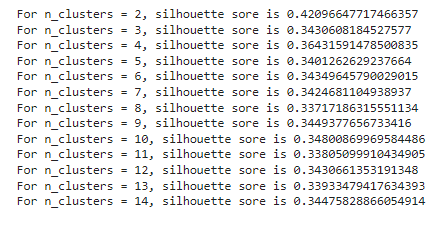 For n_clusters = 2, silhouette sore is 0.42096647717466357
For n_clusters = 3, silhouette sore is 0.3430608184527577
For n_clusters = 4, silhouette sore is 0.36431591478500835
For n_clusters = 5, silhouette sore is 0.3401262629237664
For n_clusters = 6, silhouette sore is 0.34349645790029015
For n_clusters = 7, silhouette sore is 0.3424681104938937
For n_clusters = 8, silhouette sore is 0.33717186315551134
For n_clusters = 9, silhouette sore is 0.3449377656733416
For n_clusters = 10, silhouette sore is 0.34800869969584486
For n_clusters = 11, silhouette sore is 0.33805099910434905
For n_clusters = 12, silhouette sore is 0.3430661353191348
For n_clusters = 13, silhouette sore is 0.33933479417634393
For n_clusters = 14, silhouette sore is 0.34475828866054914